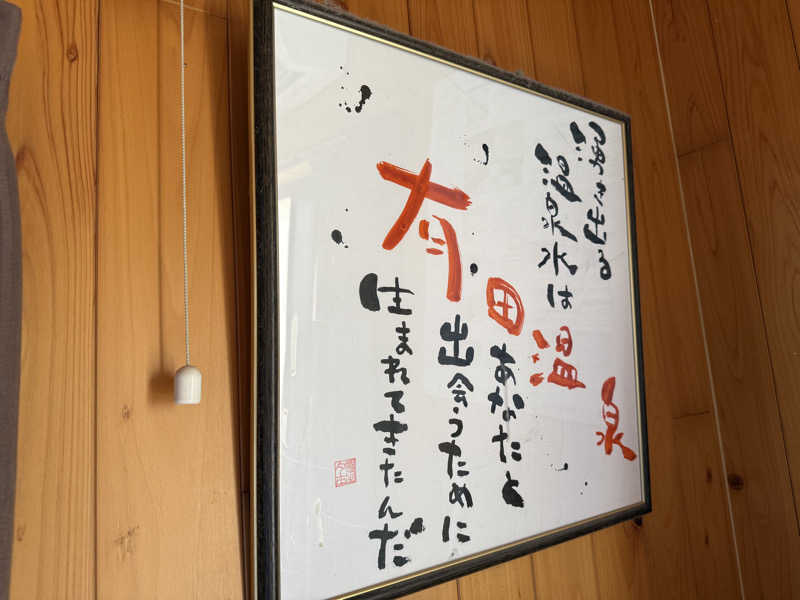 湧き出る
温泉水は
有田温泉
あなたと
出会うために
生まれてきたんだ